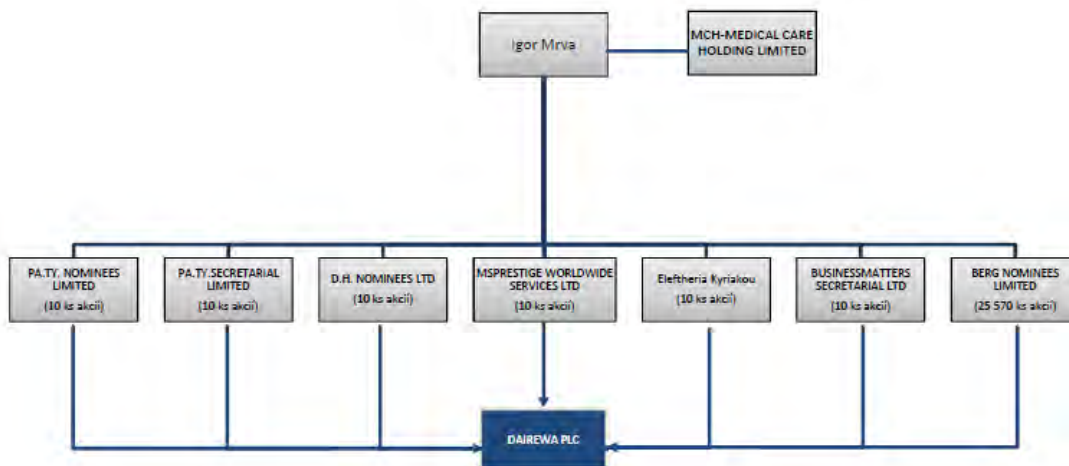 Igor Mrva
MCH-MEDICAL CARE
HOLDING LIMITED
PA.TY. NOMINEES
LIMITED
(10 ks akcií)
PA.TY.SECRETARIAL
LIMITED
(10 ks akcií)
D.H. NOMINEES LTD
(10 ks akcií)
MSPRESTIGE WORLDWIDE
SERVICES LTD
(10 ks akcií)
Eleftheria Kyriakou
(10 ks akcií)
BUSINESSMATTERS
SECRETARIAL LTD
(10 ks akcií)
BERG NOMINEES
LIMITED
(25 570 ks akcií)
DAIREWA PLC